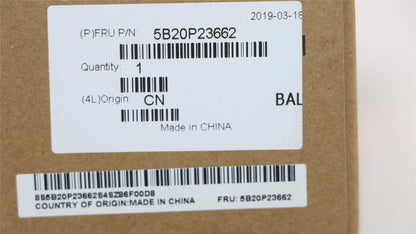 2019-03-18
(P)FRU P/N: 5B20P23662
Quantity: 1
(4L)Origin: CN
BAL
Made in CHINA
8S5B20P23662S4SZB6F00D8
COUNTRY OF ORIGIN:MADE IN CHINA FRU: 5B20P23662